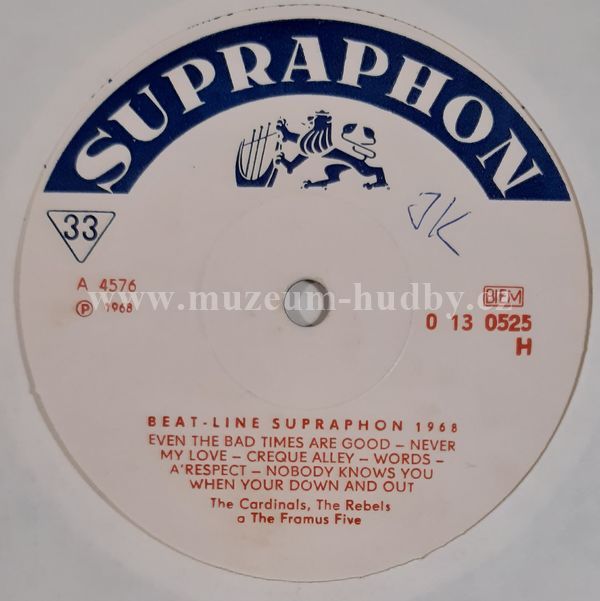 SUPRAPHON
33
JK
A 4576
℗ 1968
www.muzeum-hudby.cz
BIEM
0 13 0525
H
BEAT-LINE SUPRAPHON 1968
EVEN THE BAD TIMES ARE GOOD – NEVER
MY LOVE – CREQUE ALLEY – WORDS –
A'RESPECT – NOBODY KNOWS YOU
WHEN YOUR DOWN AND OUT
The Cardinals, The Rebels
a The Framus Five